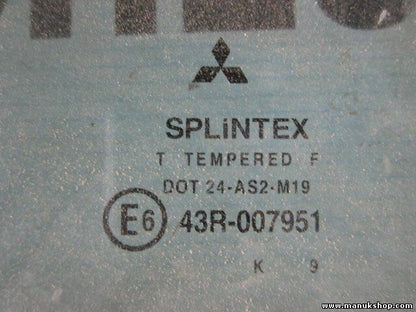 SPLiNTEX
T TEMPERED F
DOT 24-AS2-M19
E6 43R-007951
K 9
www.manukshop.com